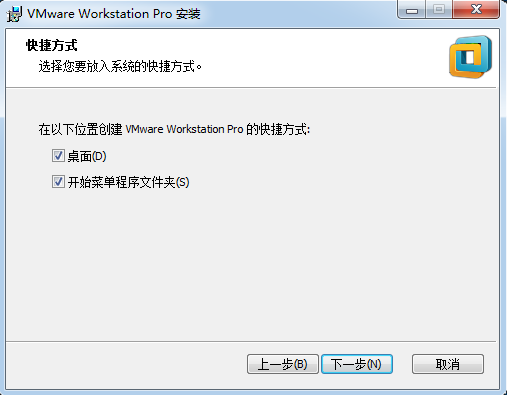 VMware Workstation Pro 安装
快捷方式
选择您要放入系统的快捷方式。
在以下位置创建 VMware Workstation Pro 的快捷方式:
桌面(D)
开始菜单程序文件夹(S)
上一步(B) 下一步(N) 取消